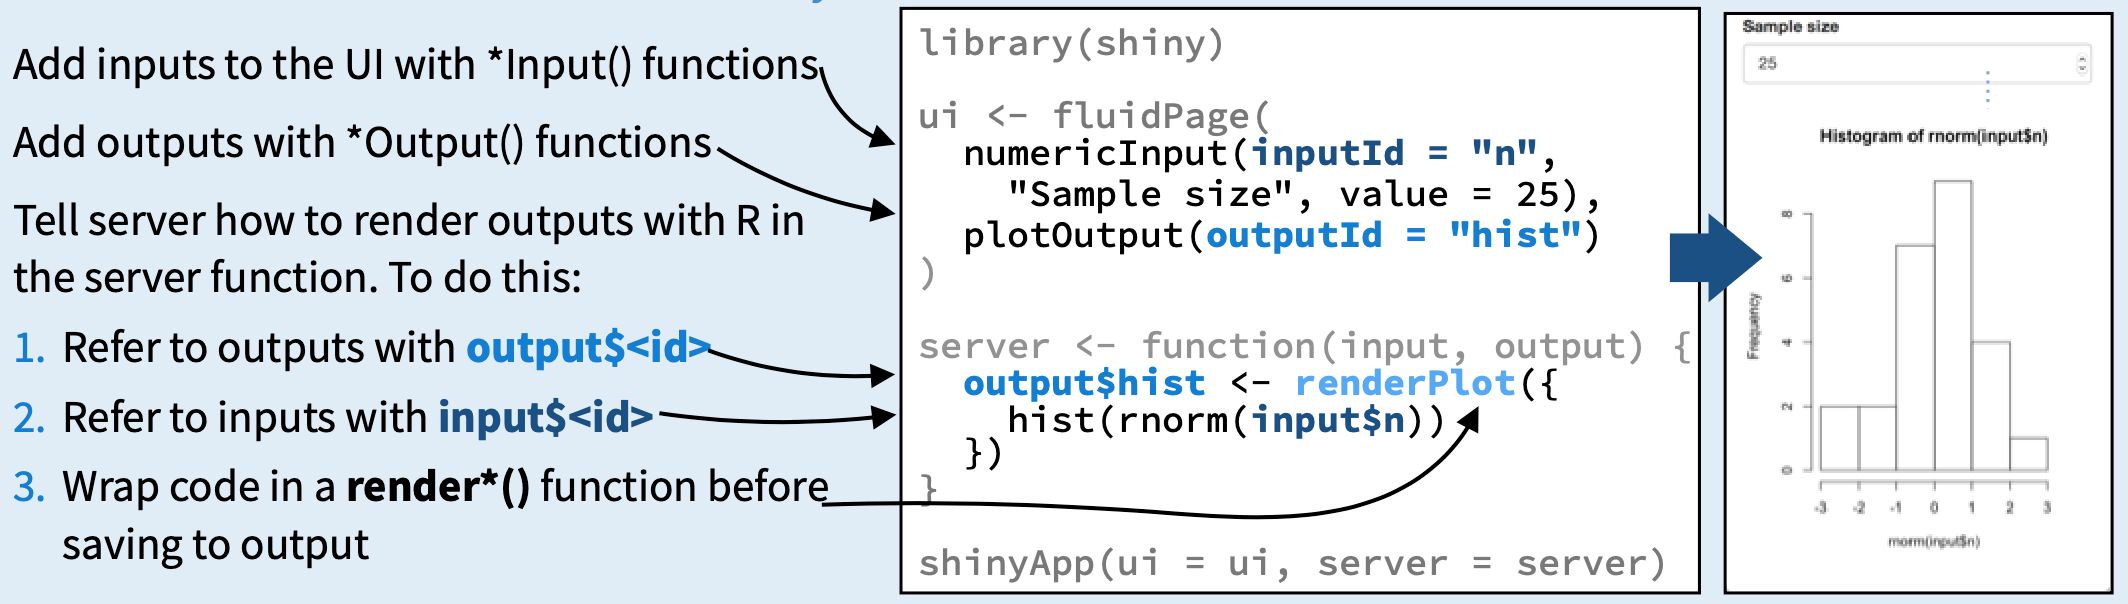 Add inputs to the UI with *Input() functions
Add outputs with *Output() functions
Tell server how to render outputs with R in
the server function. To do this:
1. Refer to outputs with output$<id>
2. Refer to inputs with input$<id>
3. Wrap code in a render*() function before
saving to output
library(shiny)
ui <- fluidPage(
numericInput(inputId = "n",
"Sample size", value = 25),
plotOutput(outputId = "hist")
)
server <- function(input, output) {
output$hist <- renderPlot({
hist(rnorm(input$n))
})
}
shinyApp(ui = ui, server = server)
Sample size
25
Histogram of rnorm(input$n)
Frequency
8
6
4
2
0
-3 -2 -1 0 1 2 3
rnorm(input$n)